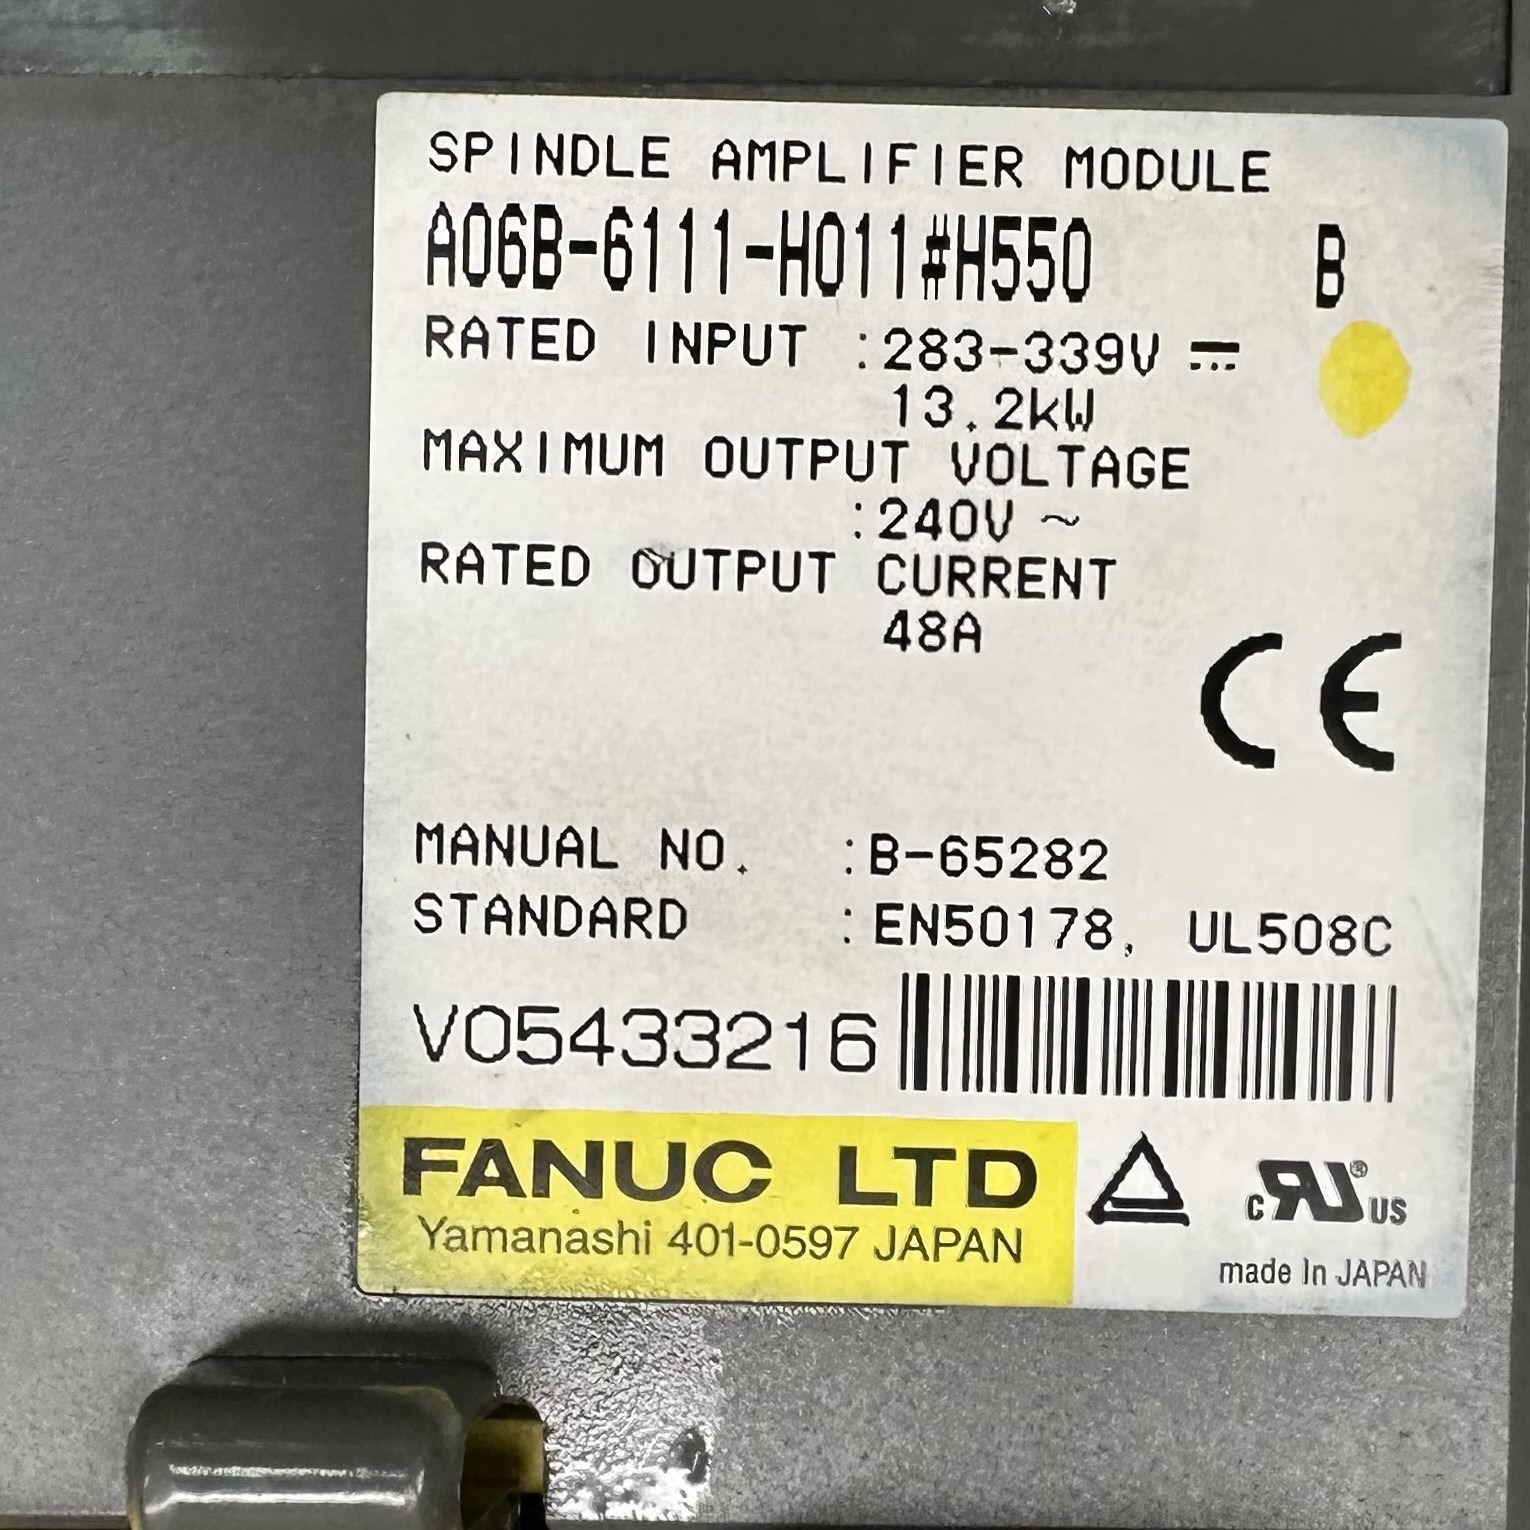 SPINDLE AMPLIFIER MODULE
A06B-6111-H011#H550 B
RATED INPUT :283-339V ⎓
13.2kW
MAXIMUM OUTPUT VOLTAGE
:240V ~
RATED OUTPUT CURRENT
48A
CE
MANUAL NO. :B-65282
STANDARD :EN50178, UL508C
V05433216
FANUC LTD
Yamanashi 401-0597 JAPAN
c RU ® US
made In JAPAN